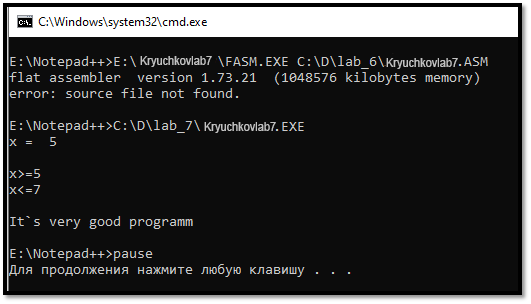 C:\Windows\system32\cmd.exe
E:\Notepad++>E:\ Kryuchkovlab7 \FASM.EXE C:\D\lab_6\Kryuchkovlab7.ASM
flat assembler  version 1.73.21  (1048576 kilobytes memory)
error: source file not found.
E:\Notepad++>C:\D\lab_7\ Kryuchkovlab7.EXE
x =  5
x>=5
x<=7
It`s very good programm
E:\Notepad++>pause
Для продолжения нажмите любую клавишу . . .